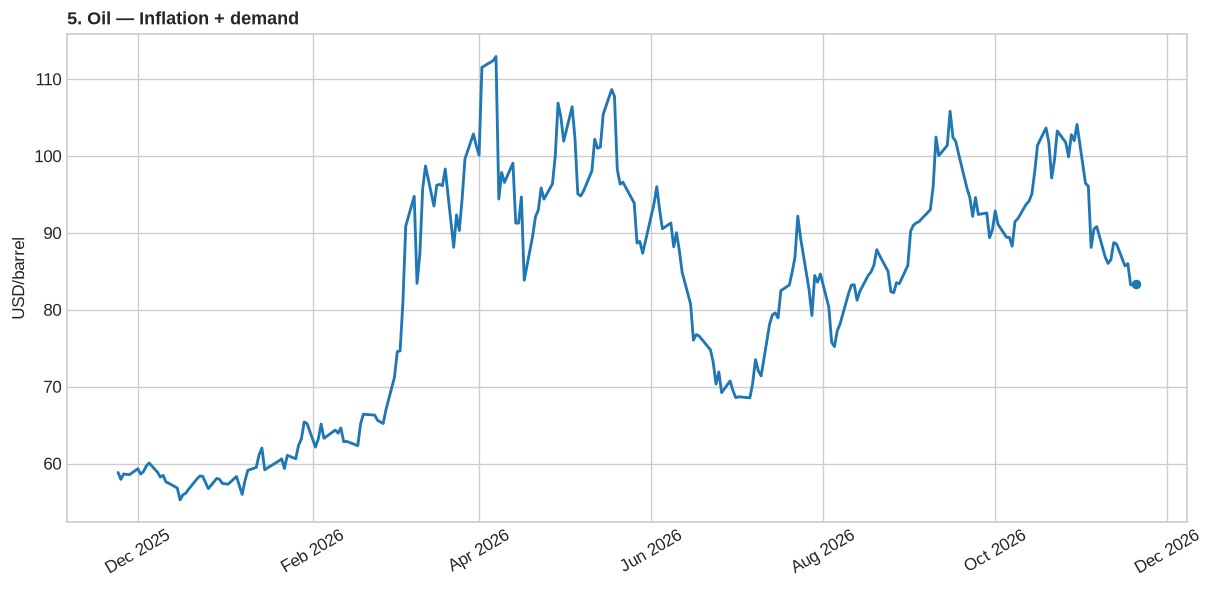 5. Oil — Inflation + demand
USD/barrel
110
100
90
80
70
60
Dec 2025
Feb 2026
Apr 2026
Jun 2026
Aug 2026
Oct 2026
Dec 2026